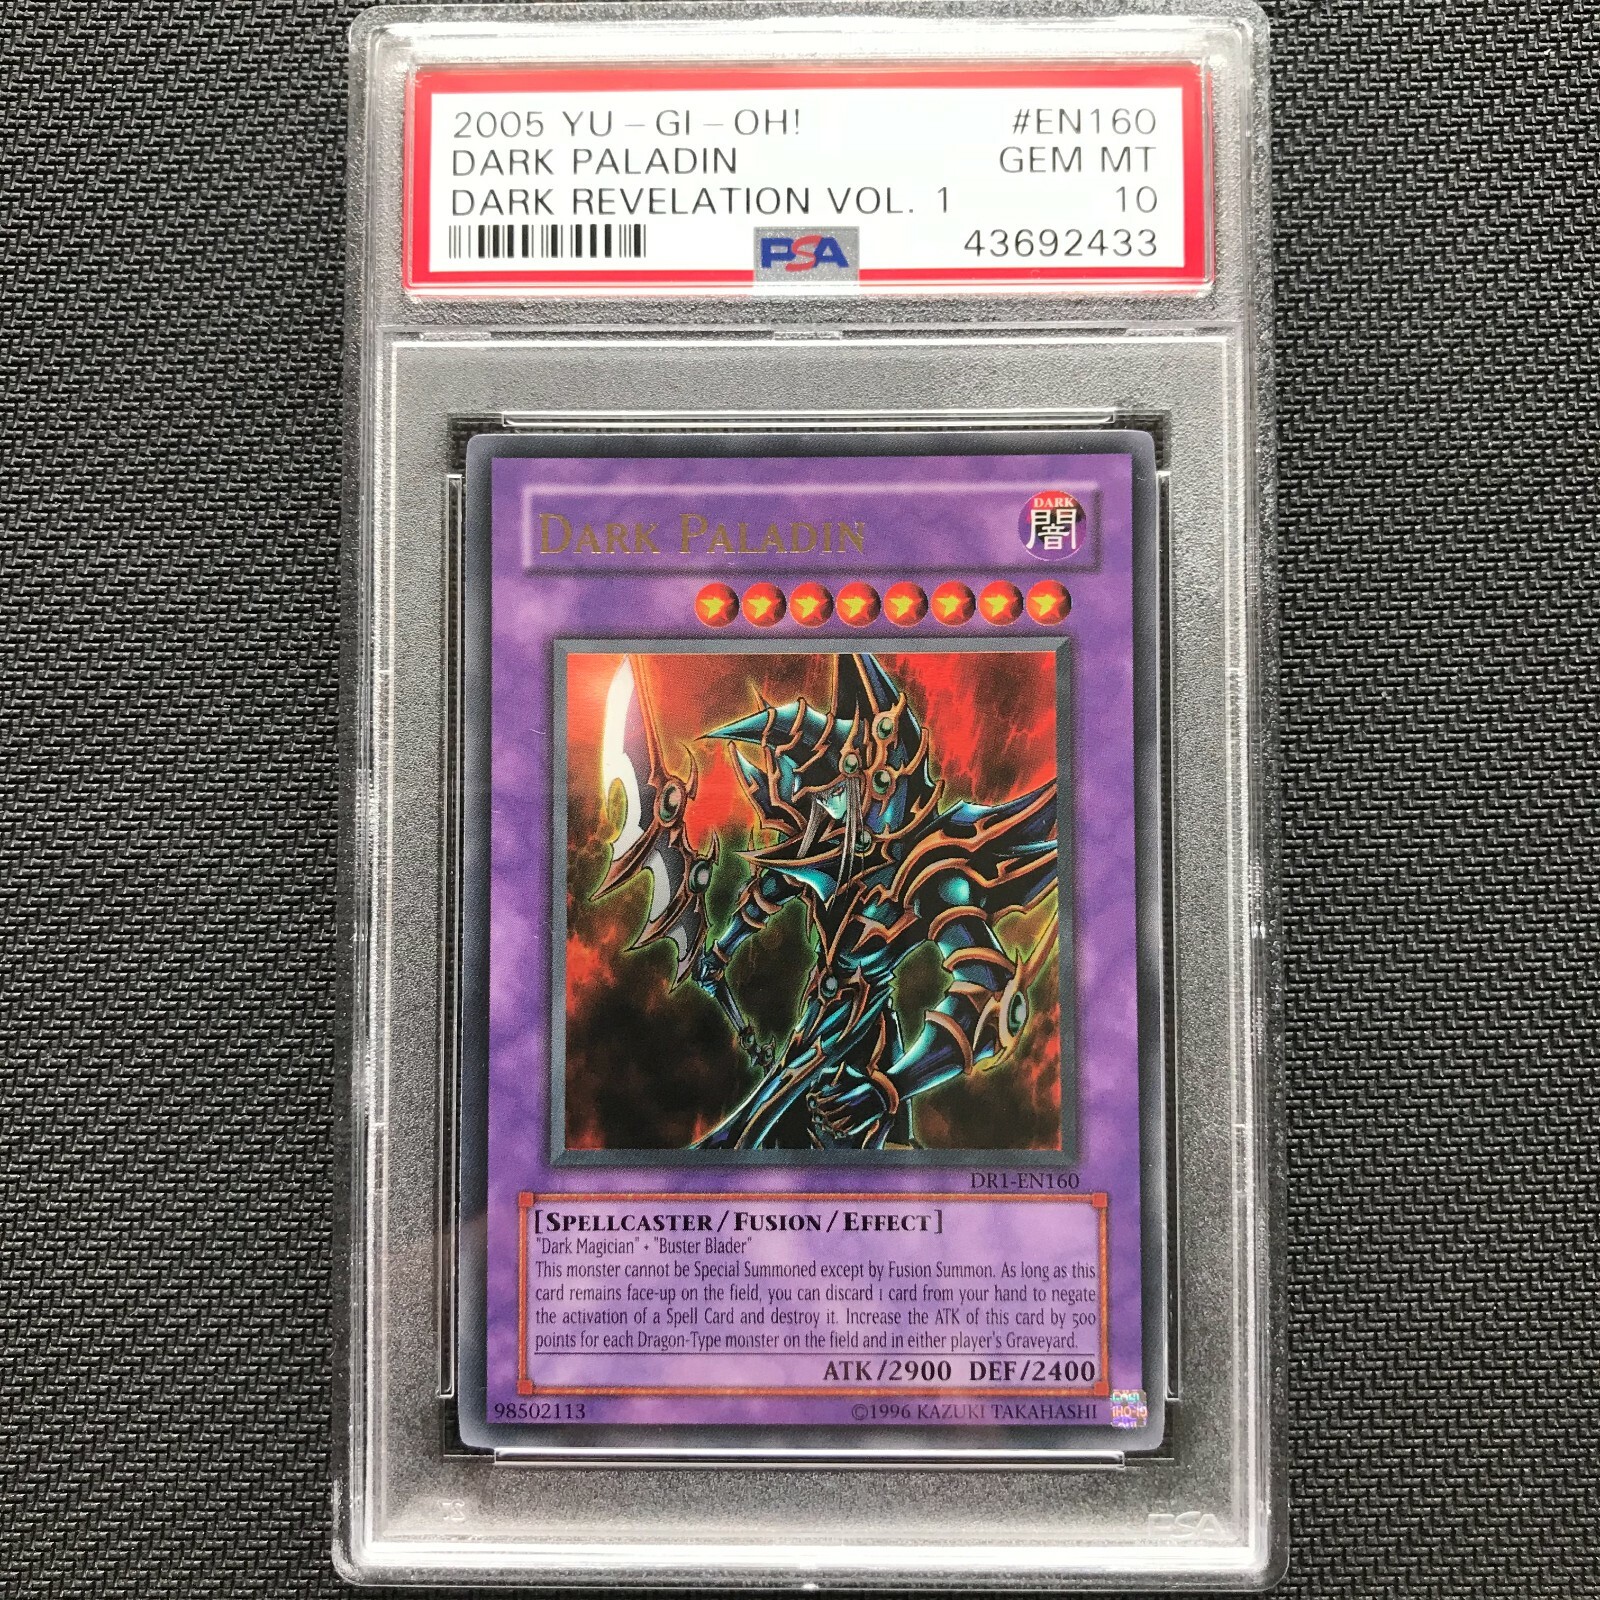 2005 YU-GI-OH! #EN160
DARK PALADIN GEM MT
DARK REVELATION VOL. 1 10
PSA 43692433
DARK PALADIN
DARK
闇
DR1-EN160
[SPELLCASTER/FUSION/EFFECT]
"Dark Magician" + "Buster Blader"
This monster cannot be Special Summoned except by Fusion Summon. As long as this
card remains face-up on the field, you can discard 1 card from your hand to negate
the activation of a Spell Card and destroy it. Increase the ATK of this card by 500
points for each Dragon-Type monster on the field and in either player's Graveyard.
ATK/2900 DEF/2400
98502113 ©1996 KAZUKI TAKAHASHI
PSA